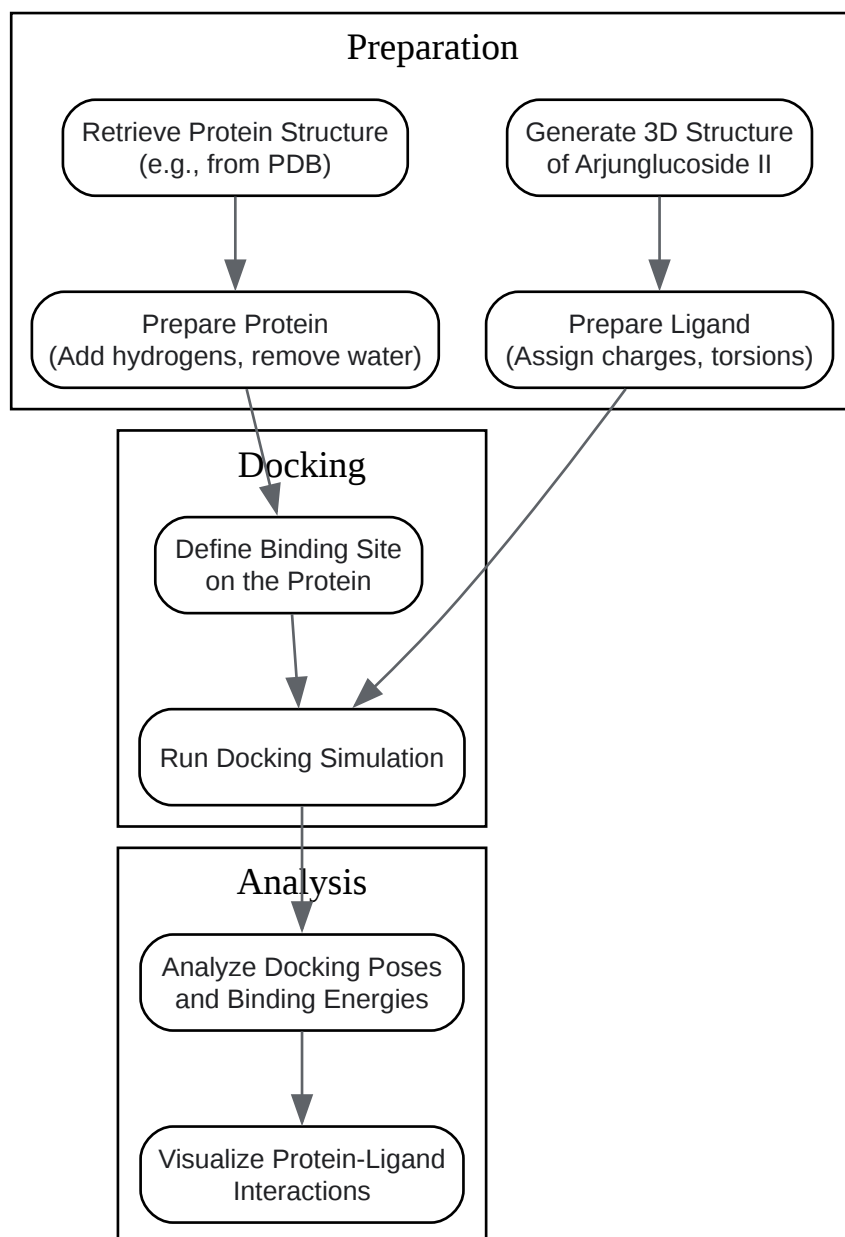 Preparation
Retrieve Protein Structure
(e.g., from PDB)
Generate 3D Structure
of Arjunglucoside II
Prepare Protein
(Add hydrogens, remove water)
Prepare Ligand
(Assign charges, torsions)
Docking
Define Binding Site
on the Protein
Run Docking Simulation
Analysis
Analyze Docking Poses
and Binding Energies
Visualize Protein-Ligand
Interactions